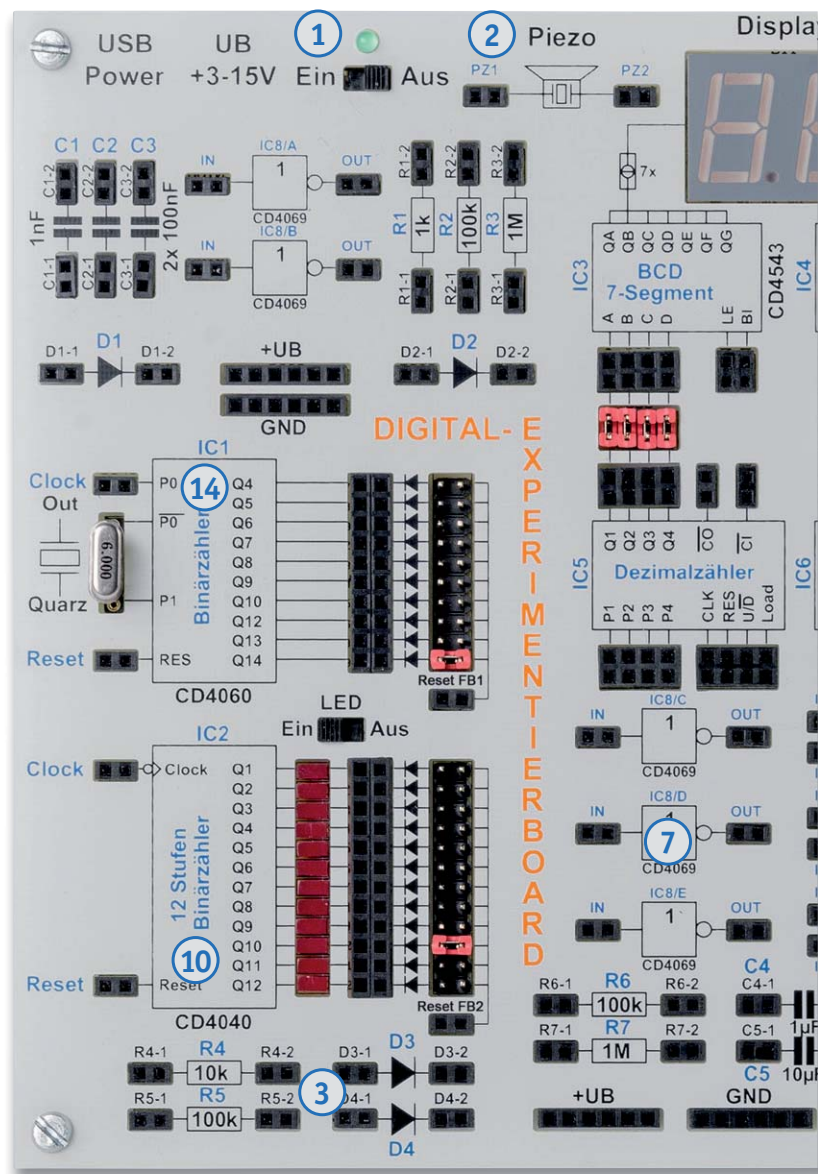 1
2
USB Power
UB +3-15V
Ein Aus
Piezo
PZ1
PZ2
Display
C1 C2 C3
C1-2
C2-2
C3-2
1nF
2x 100nF
C1-1
C2-1
C3-1
IN
IC8/A
1
OUT
CD4069
IN
IC8/B
1
OUT
CD4069
R1-2
R2-2
R3-2
R1
1k
R2
100k
R3
1M
R1-1
R2-1
R3-1
7x
QA
QB
QC
QD
QE
QF
QG
IC3
BCD
7-Segment
CD4543
IC4
A
B
C
D
LE
BI
D1
D1-1
D1-2
+UB
GND
D2
D2-1
D2-2
DIGITAL-EXPERIMENTIERBOARD
IC1
Clock
Out
Quarz
6.000
Reset
P0
P0
P1
RES
14
Binärzähler
Q4
Q5
Q6
Q7
Q8
Q9
Q10
Q12
Q13
Q14
CD4060
Reset FB1
Q1
Q2
Q3
Q4
CO
CI
IC5
Dezimalzähler
IC6
P1
P2
P3
P4
CLK
RES
U/D
Load
LED
Ein Aus
IC2
Clock
Clock
12 Stufen
Binärzähler
10
Reset
Reset
Q1
Q2
Q3
Q4
Q5
Q6
Q7
Q8
Q9
Q10
Q11
Q12
CD4040
Reset FB2
IN
IC8/C
1
OUT
CD4069
IN
IC8/D
7
OUT
CD4069
IN
IC8/E
1
OUT
CD4069
R6-1
R6
100k
R6-2
R7-1
R7
1M
R7-2
C4
C4-1
1µF
C5-1
10µF
C5
R4-1
R4
10k
R4-2
R5-1
R5
100k
R5-2
3
D3-1
D3
D3-2
D4-1
D4
D4-2
+UB
GND